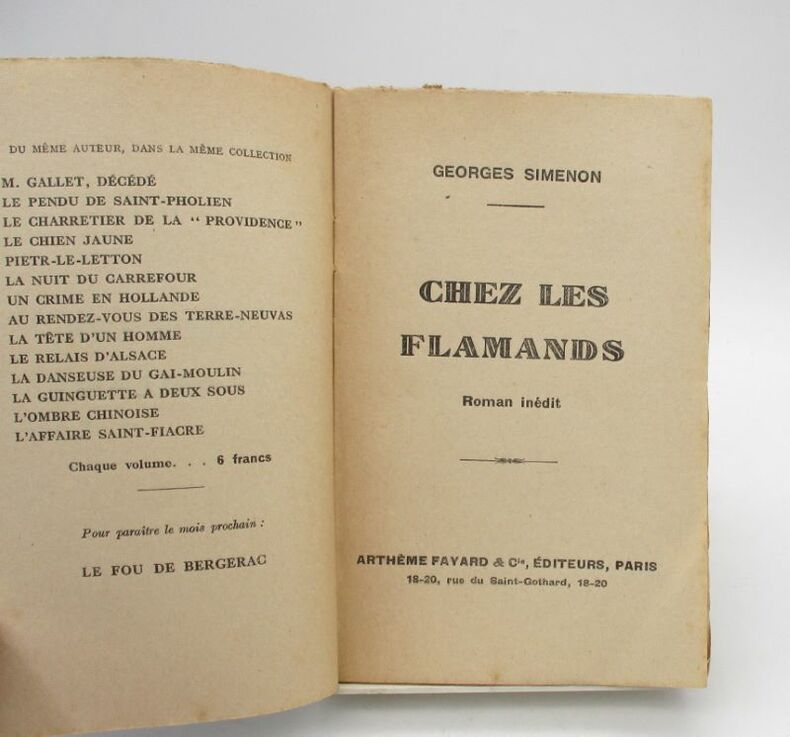 DU MÊME AUTEUR, DANS LA MÊME COLLECTION
M. GALLET, DÉCÉDÉ
LE PENDU DE SAINT-PHOLIEN
LE CHARRETIER DE LA " PROVIDENCE "
LE CHIEN JAUNE
PIETR-LE-LETTON
LA NUIT DU CARREFOUR
UN CRIME EN HOLLANDE
AU RENDEZ-VOUS DES TERRE-NEUVAS
LA TÊTE D'UN HOMME
LE RELAIS D'ALSACE
LA DANSEUSE DU GAI-MOULIN
LA GUINGUETTE A DEUX SOUS
L'OMBRE CHINOISE
L'AFFAIRE SAINT-FIACRE
Chaque volume. . . 6 francs
Pour paraître le mois prochain :
LE FOU DE BERGERAC
GEORGES SIMENON
CHEZ LES
FLAMANDS
Roman inédit
ARTHÈME FAYARD & Cie, ÉDITEURS, PARIS
18-20, rue du Saint-Gothard, 18-20